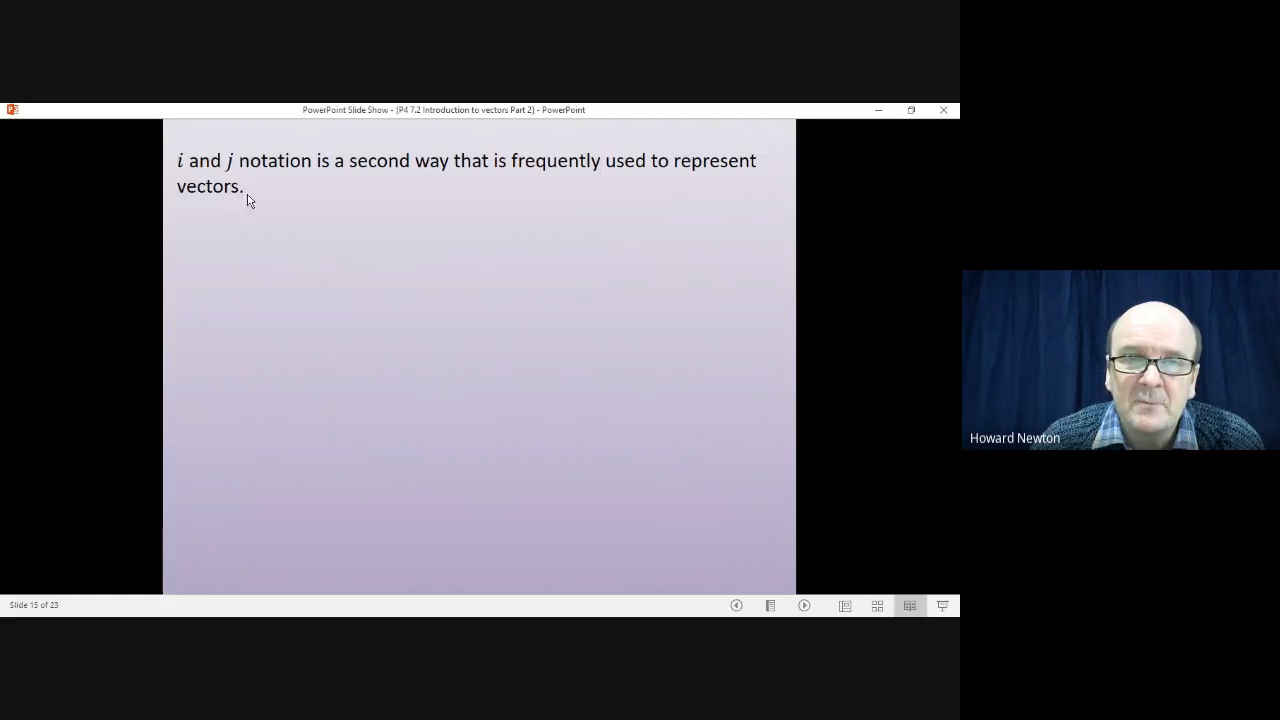 PowerPoint Slide Show - [P4 7.2 Introduction to vectors Part 2] - PowerPoint
i and j notation is a second way that is frequently used to represent
vectors.
Howard Newton
Slide 15 of 23